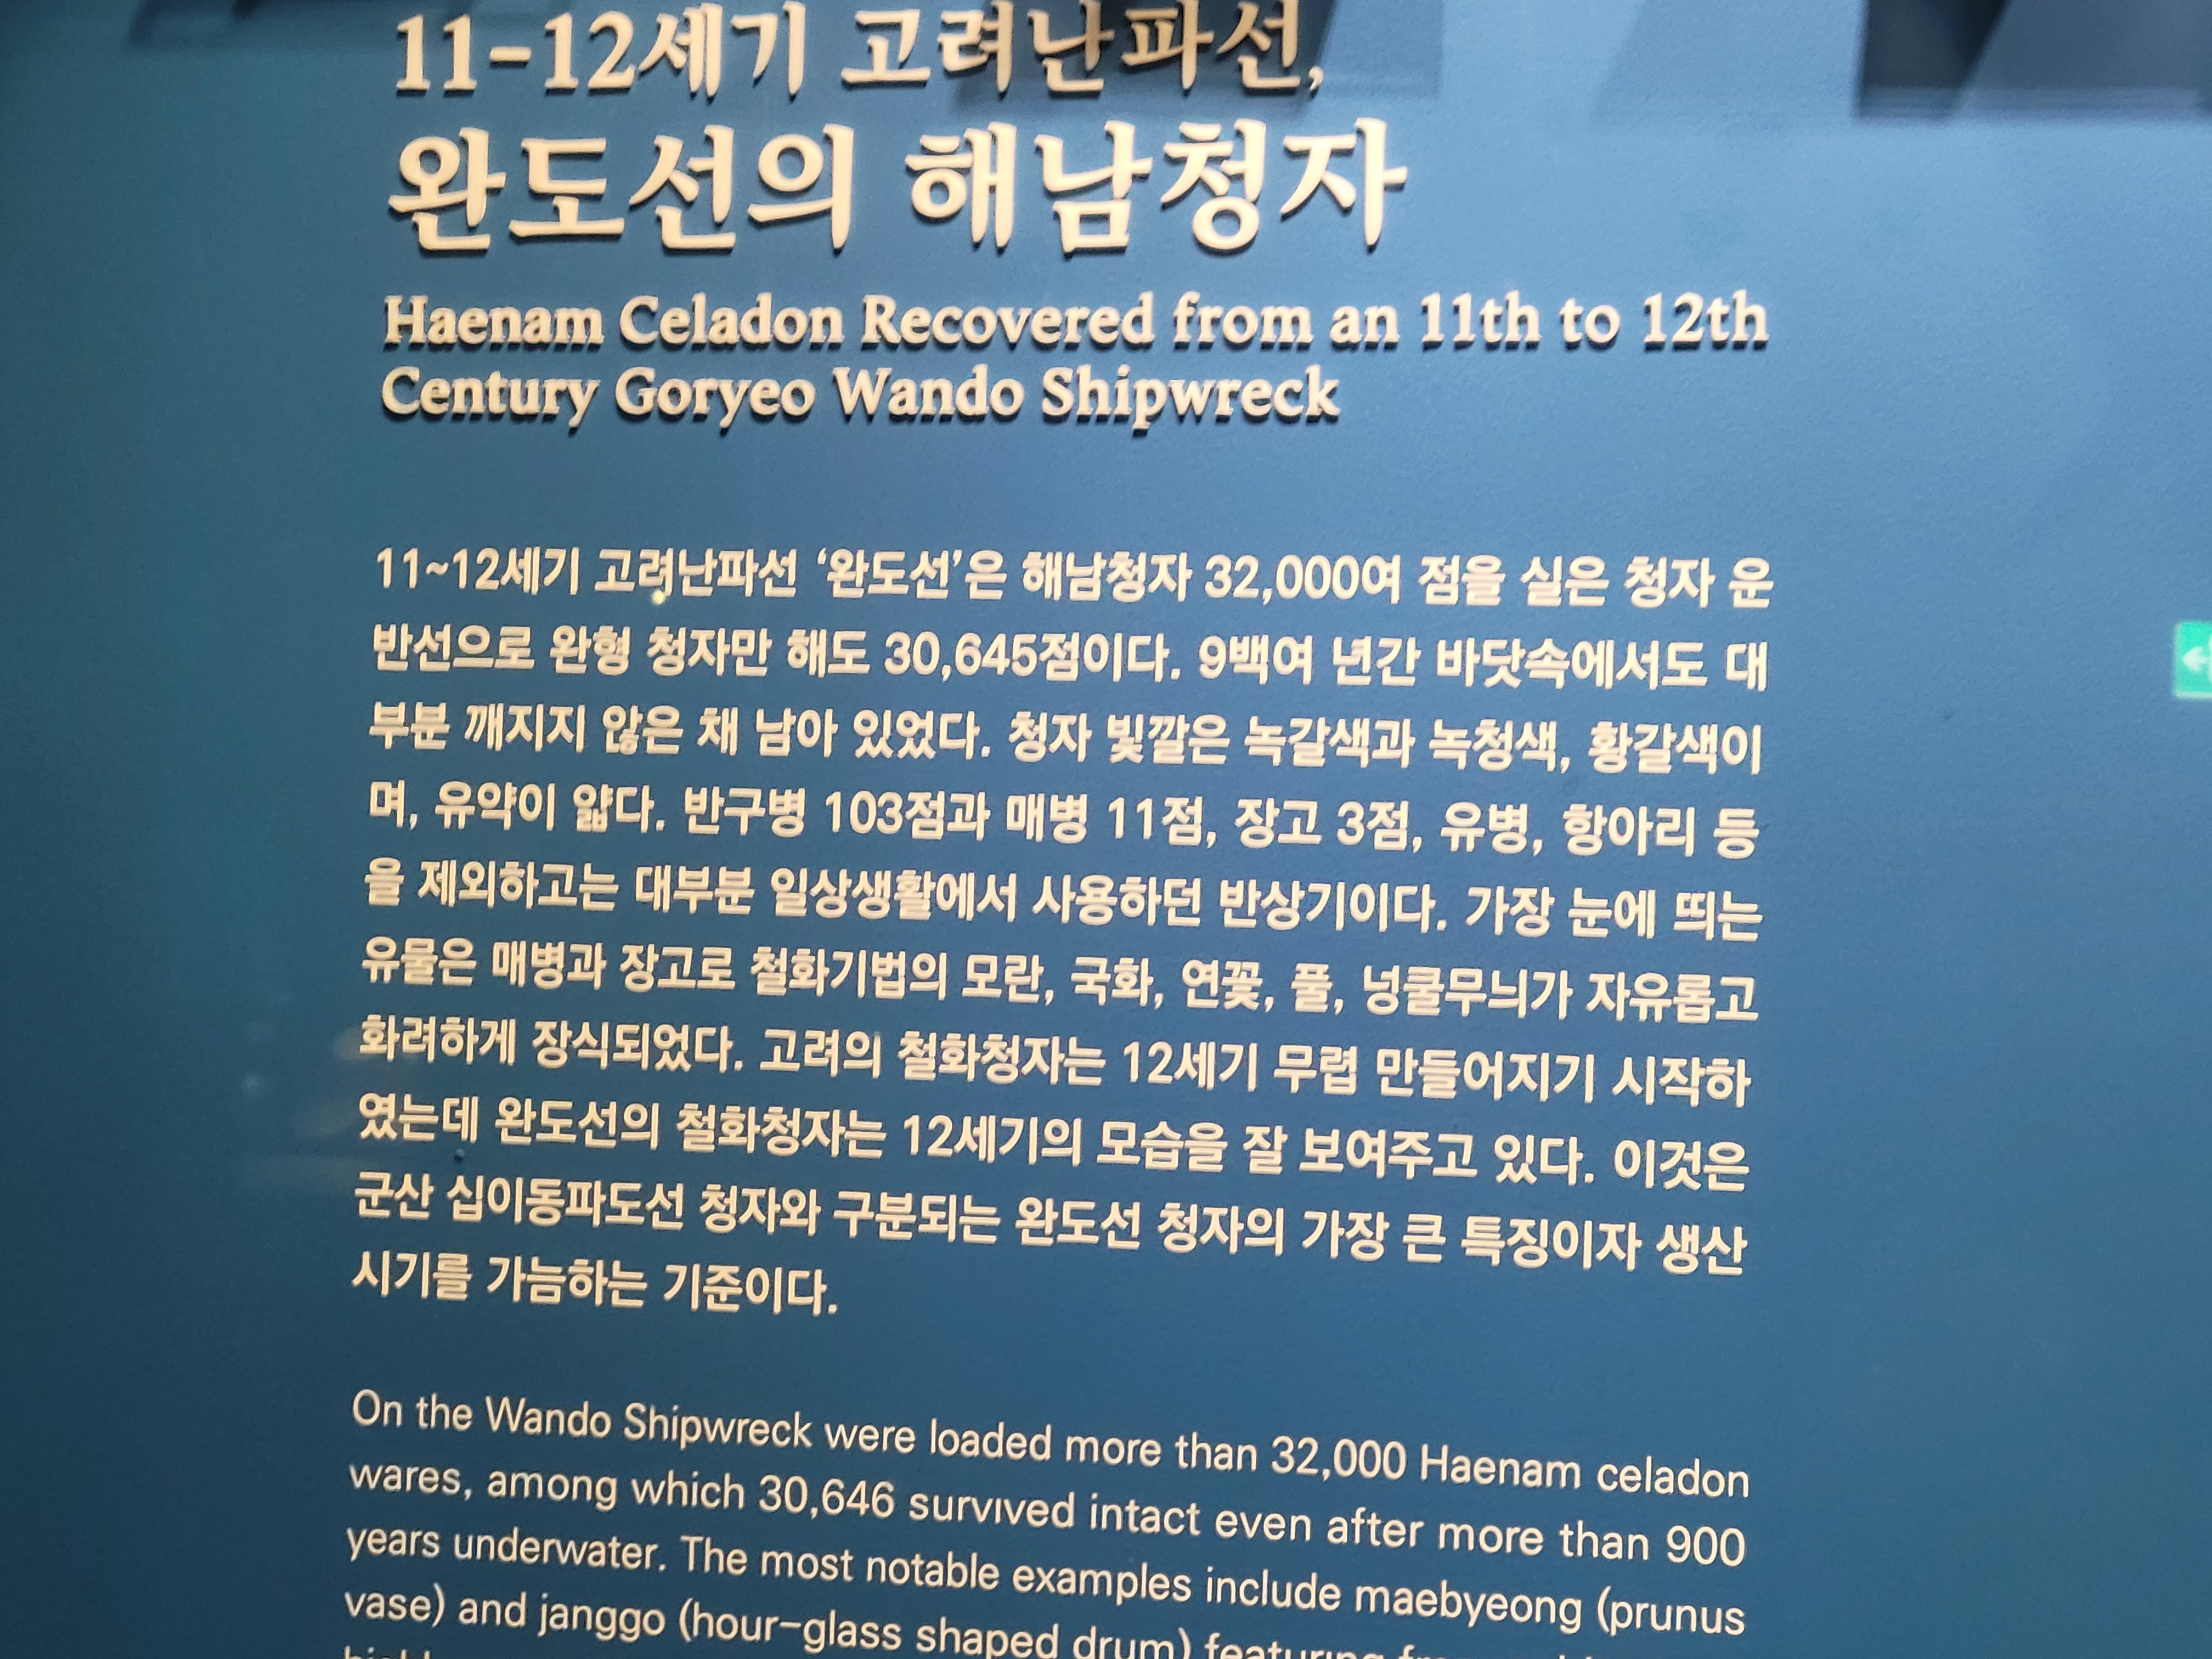 11-12세기 고려난파선,
완도선의 해남청자
Haenam Celadon Recovered from an 11th to 12th
Century Goryeo Wando Shipwreck
11~12세기 고려난파선 ‘완도선’은 해남청자 32,000여 점을 실은 청자 운
반선으로 완형 청자만 해도 30,645점이다. 9백여 년간 바닷속에서도 대
부분 깨지지 않은 채 남아 있었다. 청자 빛깔은 녹갈색과 녹청색, 황갈색이
며, 유약이 얇다. 반구병 103점과 매병 11점, 장고 3점, 유병, 항아리 등
을 제외하고는 대부분 일상생활에서 사용하던 반상기이다. 가장 눈에 띄는
유물은 매병과 장고로 철화기법의 모란, 국화, 연꽃, 풀, 넝쿨무늬가 자유롭고
화려하게 장식되었다. 고려의 철화청자는 12세기 무렵 만들어지기 시작하
였는데 완도선의 철화청자는 12세기의 모습을 잘 보여주고 있다. 이것은
군산 십이동파도선 청자와 구분되는 완도선 청자의 가장 큰 특징이자 생산
시기를 가늠하는 기준이다.
On the Wando Shipwreck were loaded more than 32,000 Haenam celadon
wares, among which 30,646 survived intact even after more than 900
years underwater. The most notable examples include maebyeong (prunus
vase) and janggo (hour-glass shaped drum) featuring